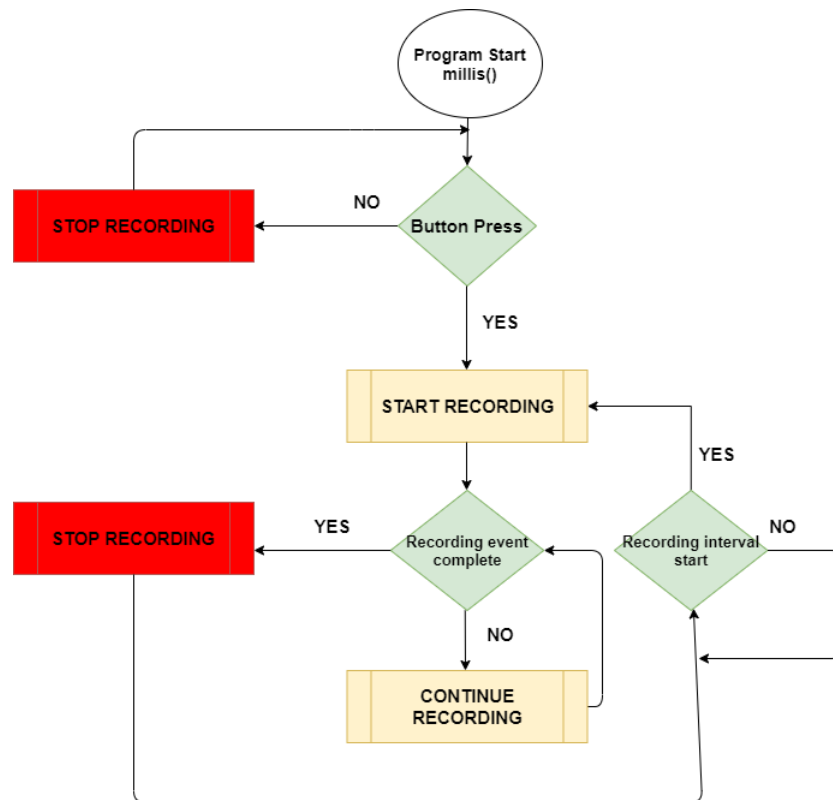 Program Start
millis()
NO
STOP RECORDING
Button Press
YES
START RECORDING
YES
STOP RECORDING
YES
Recording event
complete
Recording interval
start
NO
NO
CONTINUE
RECORDING